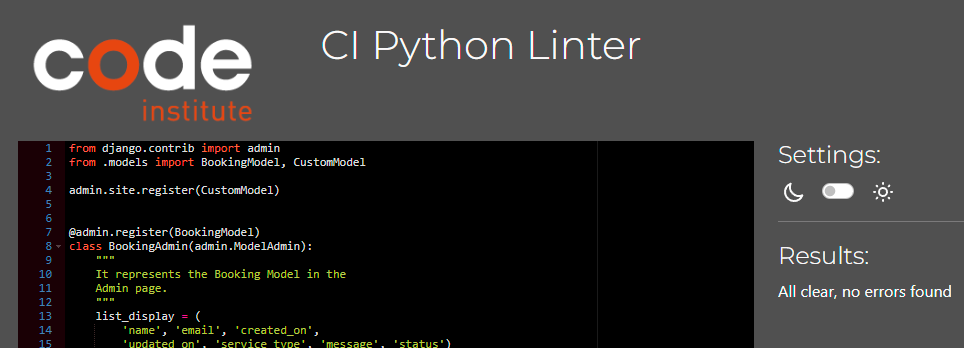 code
institute
CI Python Linter
1 from django.contrib import admin
2 from .models import BookingModel, CustomModel
3
4 admin.site.register(CustomModel)
5
6
7 @admin.register(BookingModel)
8 class BookingAdmin(admin.ModelAdmin):
9 """
10 It represents the Booking Model in the
11 Admin page.
12 """
13 list_display = (
14 'name', 'email', 'created_on',
15 'updated_on', 'service_type', 'message', 'status')
Settings:
Results:
All clear, no errors found